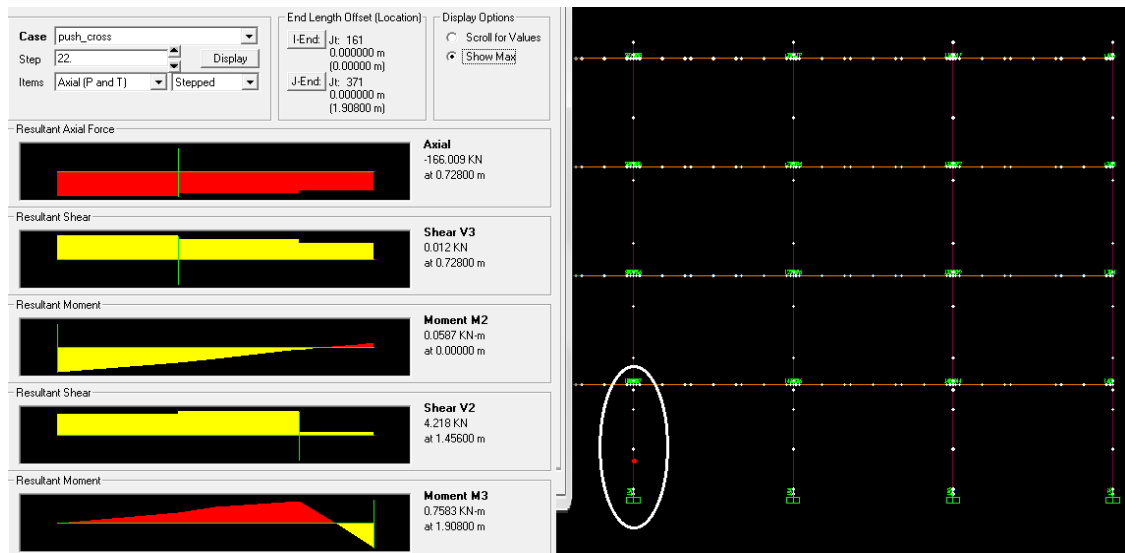 End Length Offset (Location)
Display Options
Case push_cross
I-End: Jt: 161
0.000000 m
(0.00000 m)
Scroll for Values
Step 22. Display
Show Max
Items Axial (P and T) Stepped
J-End: Jt: 371
0.000000 m
(1.90800 m)
Resultant Axial Force
Axial
-166.009 KN
at 0.72800 m
Resultant Shear
Shear V3
0.012 KN
at 0.72800 m
Resultant Moment
Moment M2
0.0587 KN-m
at 0.00000 m
Resultant Shear
Shear V2
4.218 KN
at 1.45600 m
Resultant Moment
Moment M3
0.7583 KN-m
at 1.90800 m